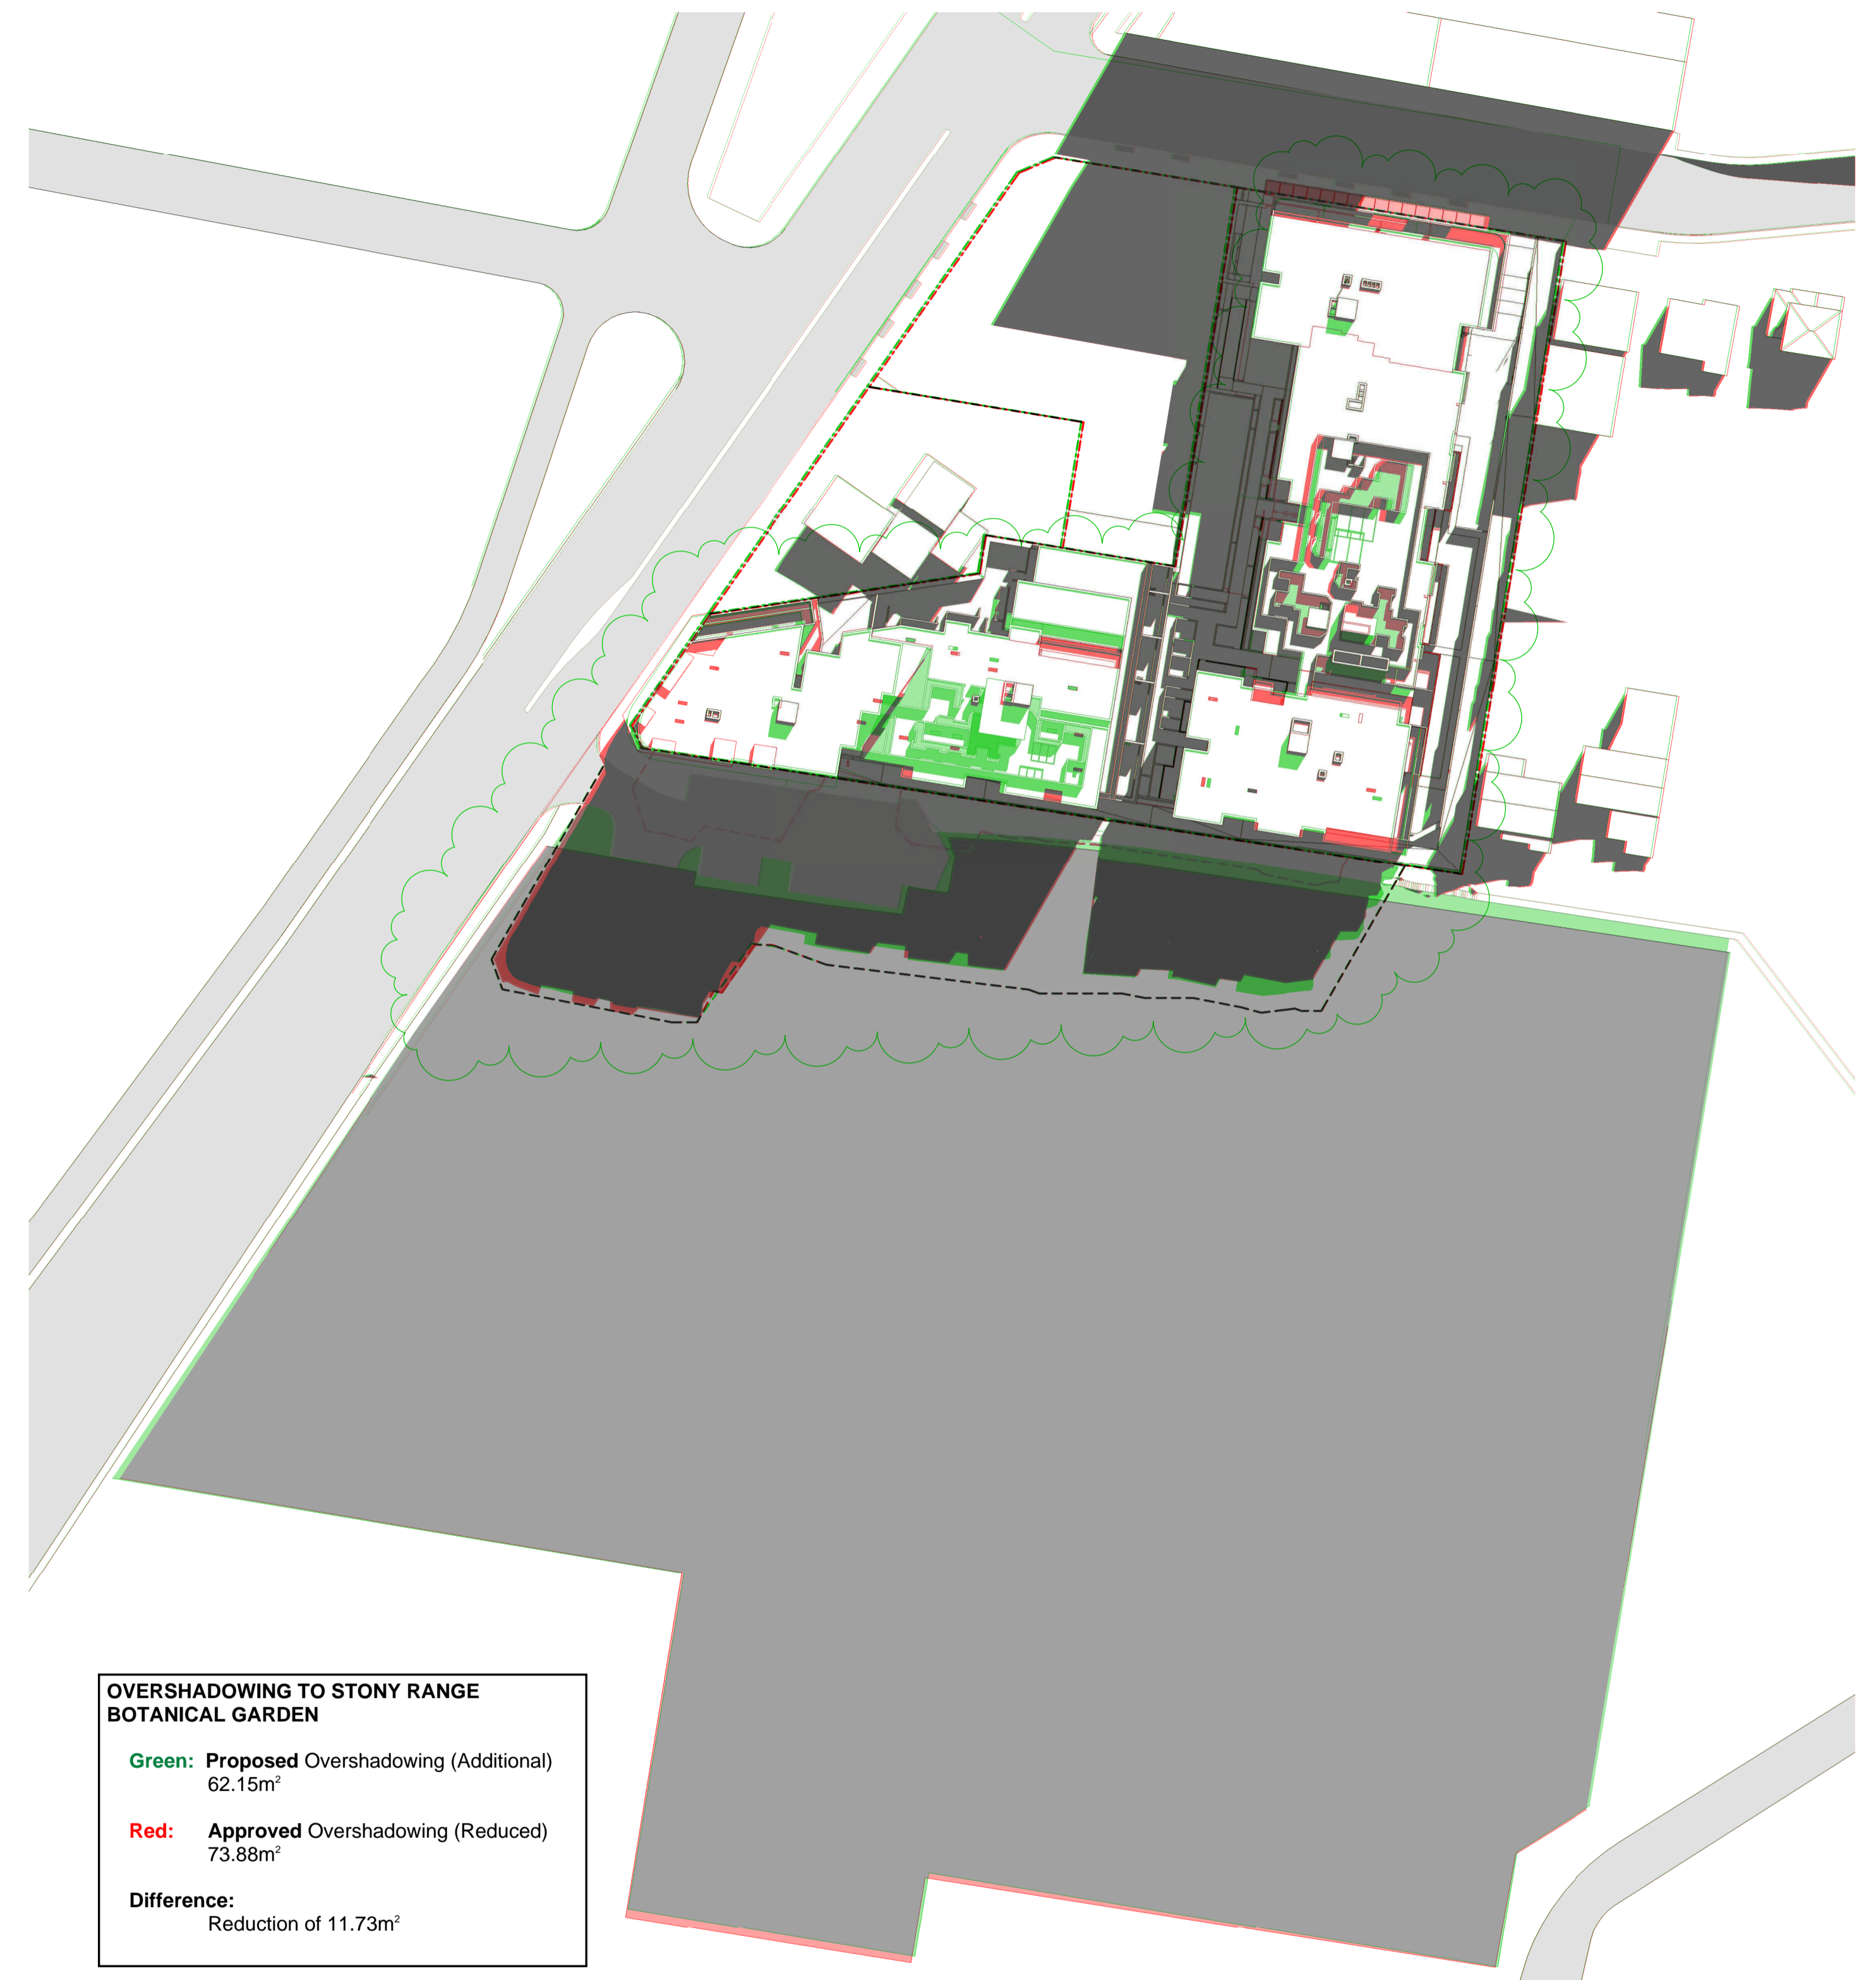 OVERSHADOWING TO STONY RANGE
BOTANICAL GARDEN
Green: Proposed Overshadowing (Additional)
62.15m²
Red: Approved Overshadowing (Reduced)
73.88m²
Difference:
Reduction of 11.73m²